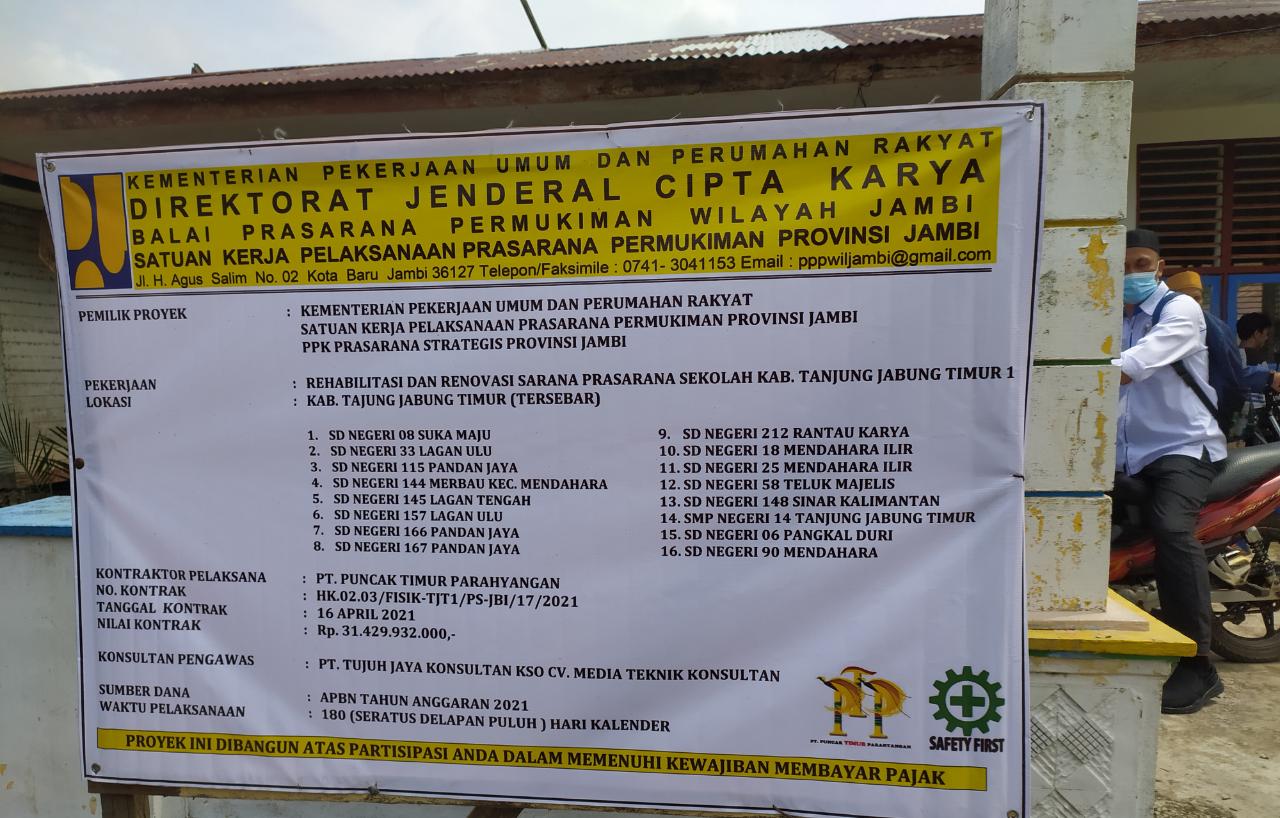 KEMENTERIAN PEKERJAAN UMUM DAN PERUMAHAN RAKYAT
DIREKTORAT JENDERAL CIPTA KARYA
BALAI PRASARANA PERMUKIMAN WILAYAH JAMBI
SATUAN KERJA PELAKSANAAN PRASARANA PERMUKIMAN PROVINSI JAMBI
Jl. H. Agus Salim No. 02 Kota Baru Jambi 36127 Telepon/Faksimile : 0741- 3041153 Email : pppwiljambi@gmail.com
PEMILIK PROYEK : KEMENTERIAN PEKERJAAN UMUM DAN PERUMAHAN RAKYAT
SATUAN KERJA PELAKSANAAN PRASARANA PERMUKIMAN PROVINSI JAMBI
PPK PRASARANA STRATEGIS PROVINSI JAMBI
PEKERJAAN : REHABILITASI DAN RENOVASI SARANA PRASARANA SEKOLAH KAB. TANJUNG JABUNG TIMUR 1
LOKASI : KAB. TAJUNG JABUNG TIMUR (TERSEBAR)
1. SD NEGERI 08 SUKA MAJU
2. SD NEGERI 33 LAGAN ULU
3. SD NEGERI 115 PANDAN JAYA
4. SD NEGERI 144 MERBAU KEC. MENDAHARA
5. SD NEGERI 145 LAGAN TENGAH
6. SD NEGERI 157 LAGAN ULU
7. SD NEGERI 166 PANDAN JAYA
8. SD NEGERI 167 PANDAN JAYA
9. SD NEGERI 212 RANTAU KARYA
10. SD NEGERI 18 MENDAHARA ILIR
11. SD NEGERI 25 MENDAHARA ILIR
12. SD NEGERI 58 TELUK MAJELIS
13. SD NEGERI 148 SINAR KALIMANTAN
14. SMP NEGERI 14 TANJUNG JABUNG TIMUR
15. SD NEGERI 06 PANGKAL DURI
16. SD NEGERI 90 MENDAHARA
KONTRAKTOR PELAKSANA : PT. PUNCAK TIMUR PARAHYANGAN
NO. KONTRAK : HK.02.03/FISIK-TJT1/PS-JBI/17/2021
TANGGAL KONTRAK : 16 APRIL 2021
NILAI KONTRAK : Rp. 31.429.932.000,-
KONSULTAN PENGAWAS : PT. TUJUH JAYA KONSULTAN KSO CV. MEDIA TEKNIK KONSULTAN
SUMBER DANA : APBN TAHUN ANGGARAN 2021
WAKTU PELAKSANAAN : 180 (SERATUS DELAPAN PULUH ) HARI KALENDER
PT. PUNCAK TIMUR PARAHYANGAN
SAFETY FIRST
PROYEK INI DIBANGUN ATAS PARTISIPASI ANDA DALAM MEMENUHI KEWAJIBAN MEMBAYAR PAJAK